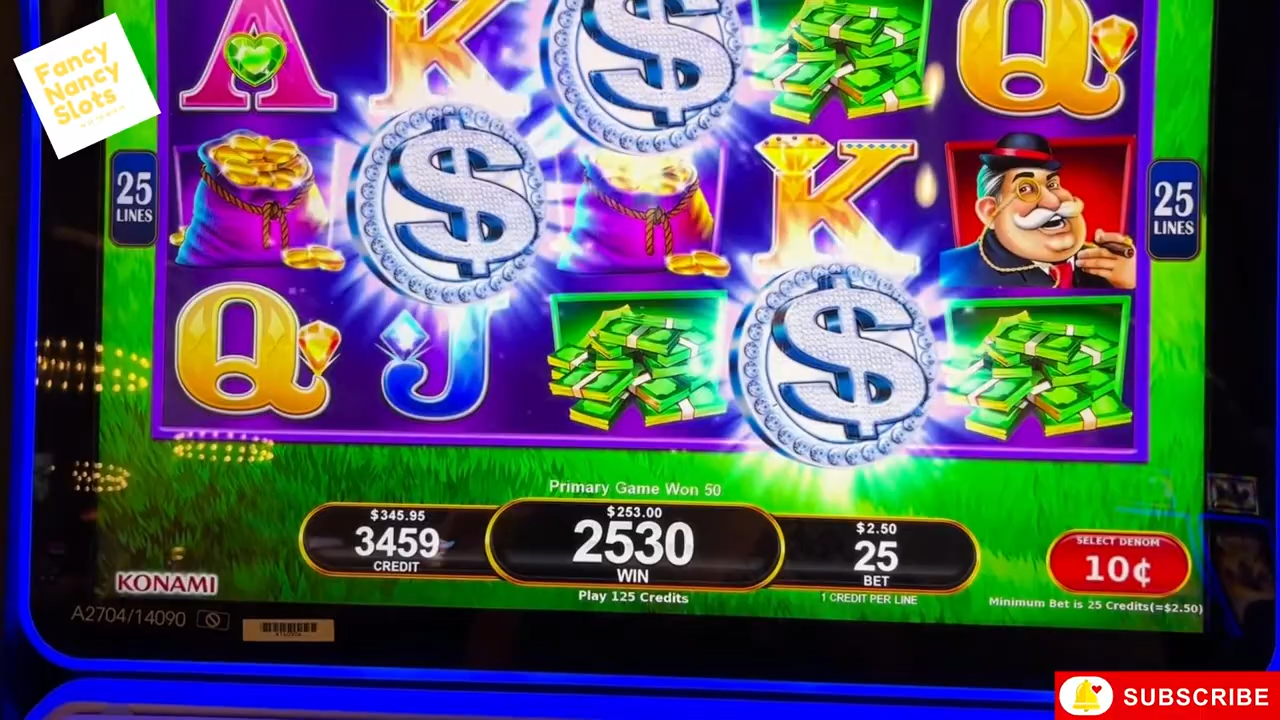 Fancy
Nancy
Slots
A
K
$
Q
25
LINES
$
K
25
LINES
Q
J
$
Primary Game Won 50
$345.95
3459
CREDIT
$253.00
2530
WIN
$2.50
25
BET
SELECT DENOM
10¢
KONAMI
Play 125 Credits
1 CREDIT PER LINE
Minimum Bet is 25 Credits(=$2.50)
A2704/14090
SUBSCRIBE